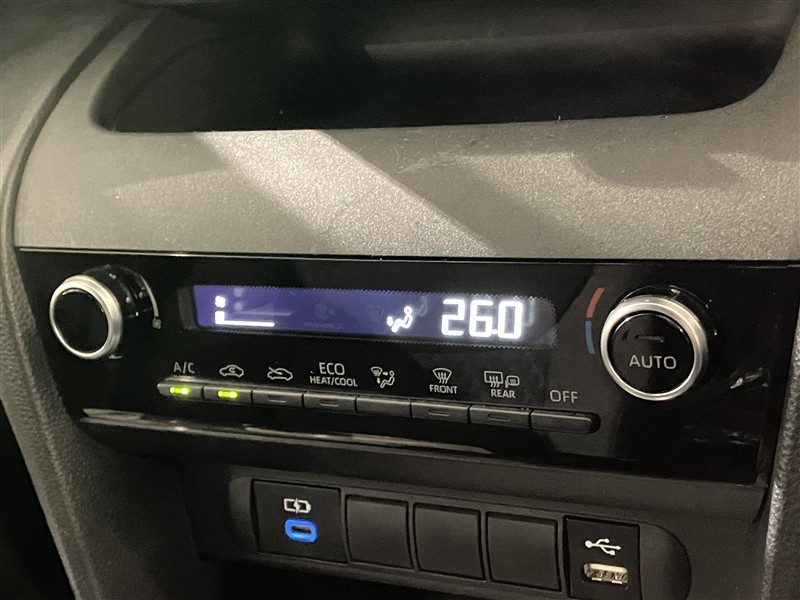 26.0
AUTO
A/C
ECO
HEAT/COOL
FRONT
REAR
OFF